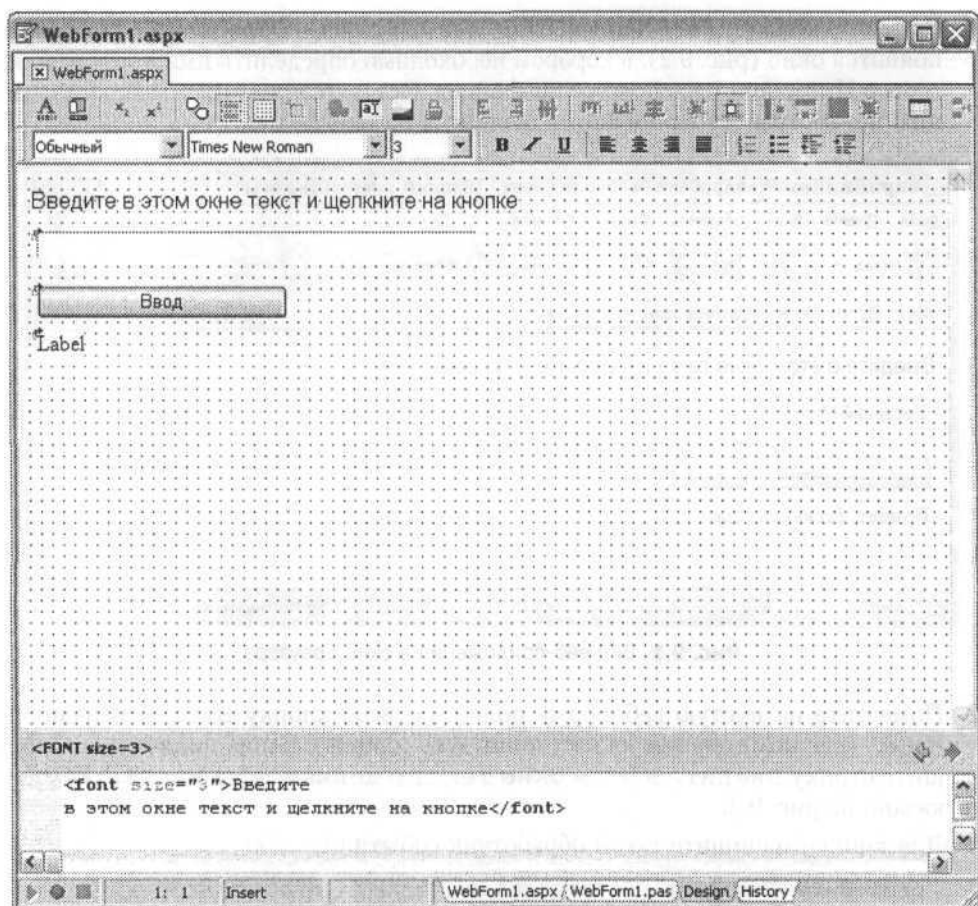 WebForm1.aspx
WebForm1.aspx
Обычный Times New Roman 3 B I U
Введите в этом окне текст и щелкните на кнопке
Ввод
Label
<FONT size=3>
<font size="3">Введите
в этом окне текст и щелкните на кнопке</font>
1: 1 Insert WebForm1.aspx WebForm1.pas Design History